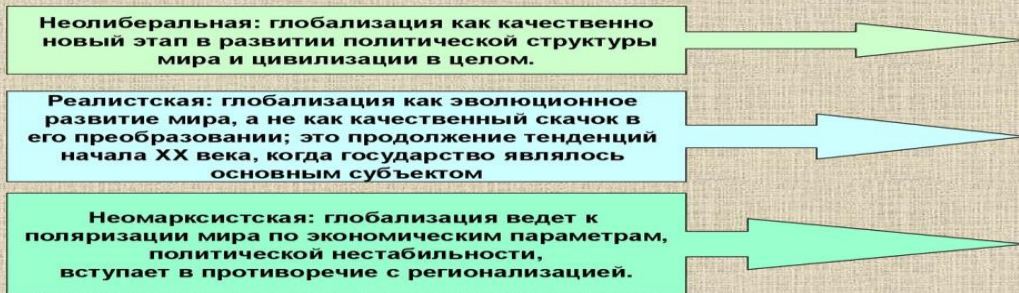 Неолиберальная: глобализация как качественно
новый этап в развитии политической структуры
мира и цивилизации в целом.
Реалистская: глобализация как эволюционное
развитие мира, а не как качественный скачок в
его преобразовании; это продолжение тенденций
начала XX века, когда государство являлось
основным субъектом
Неомарксистская: глобализация ведет к
поляризации мира по экономическим параметрам,
политической нестабильности,
вступает в противоречие с регионализацией.